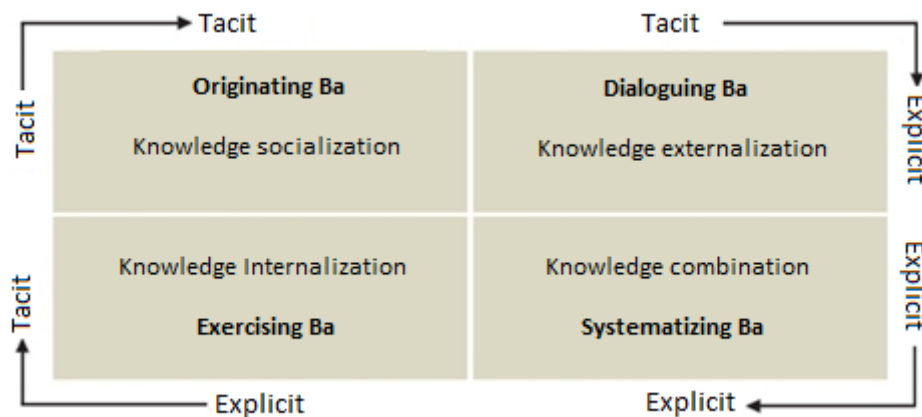 Tacit
Tacit
Tacit
Explicit
Originating Ba
Dialoguing Ba
Knowledge socialization
Knowledge externalization
Tacit
Explicit
Knowledge Internalization
Knowledge combination
Exercising Ba
Systematizing Ba
Explicit
Explicit